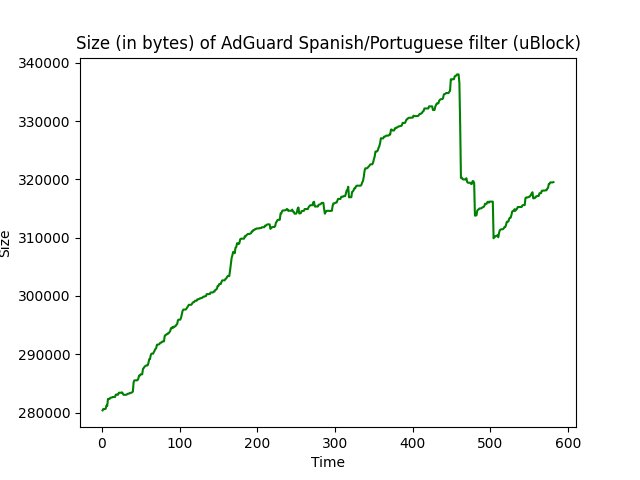 Size (in bytes) of AdGuard Spanish/Portuguese filter (uBlock)
340000
330000
320000
310000
300000
290000
280000
Size
0 100 200 300 400 500 600
Time